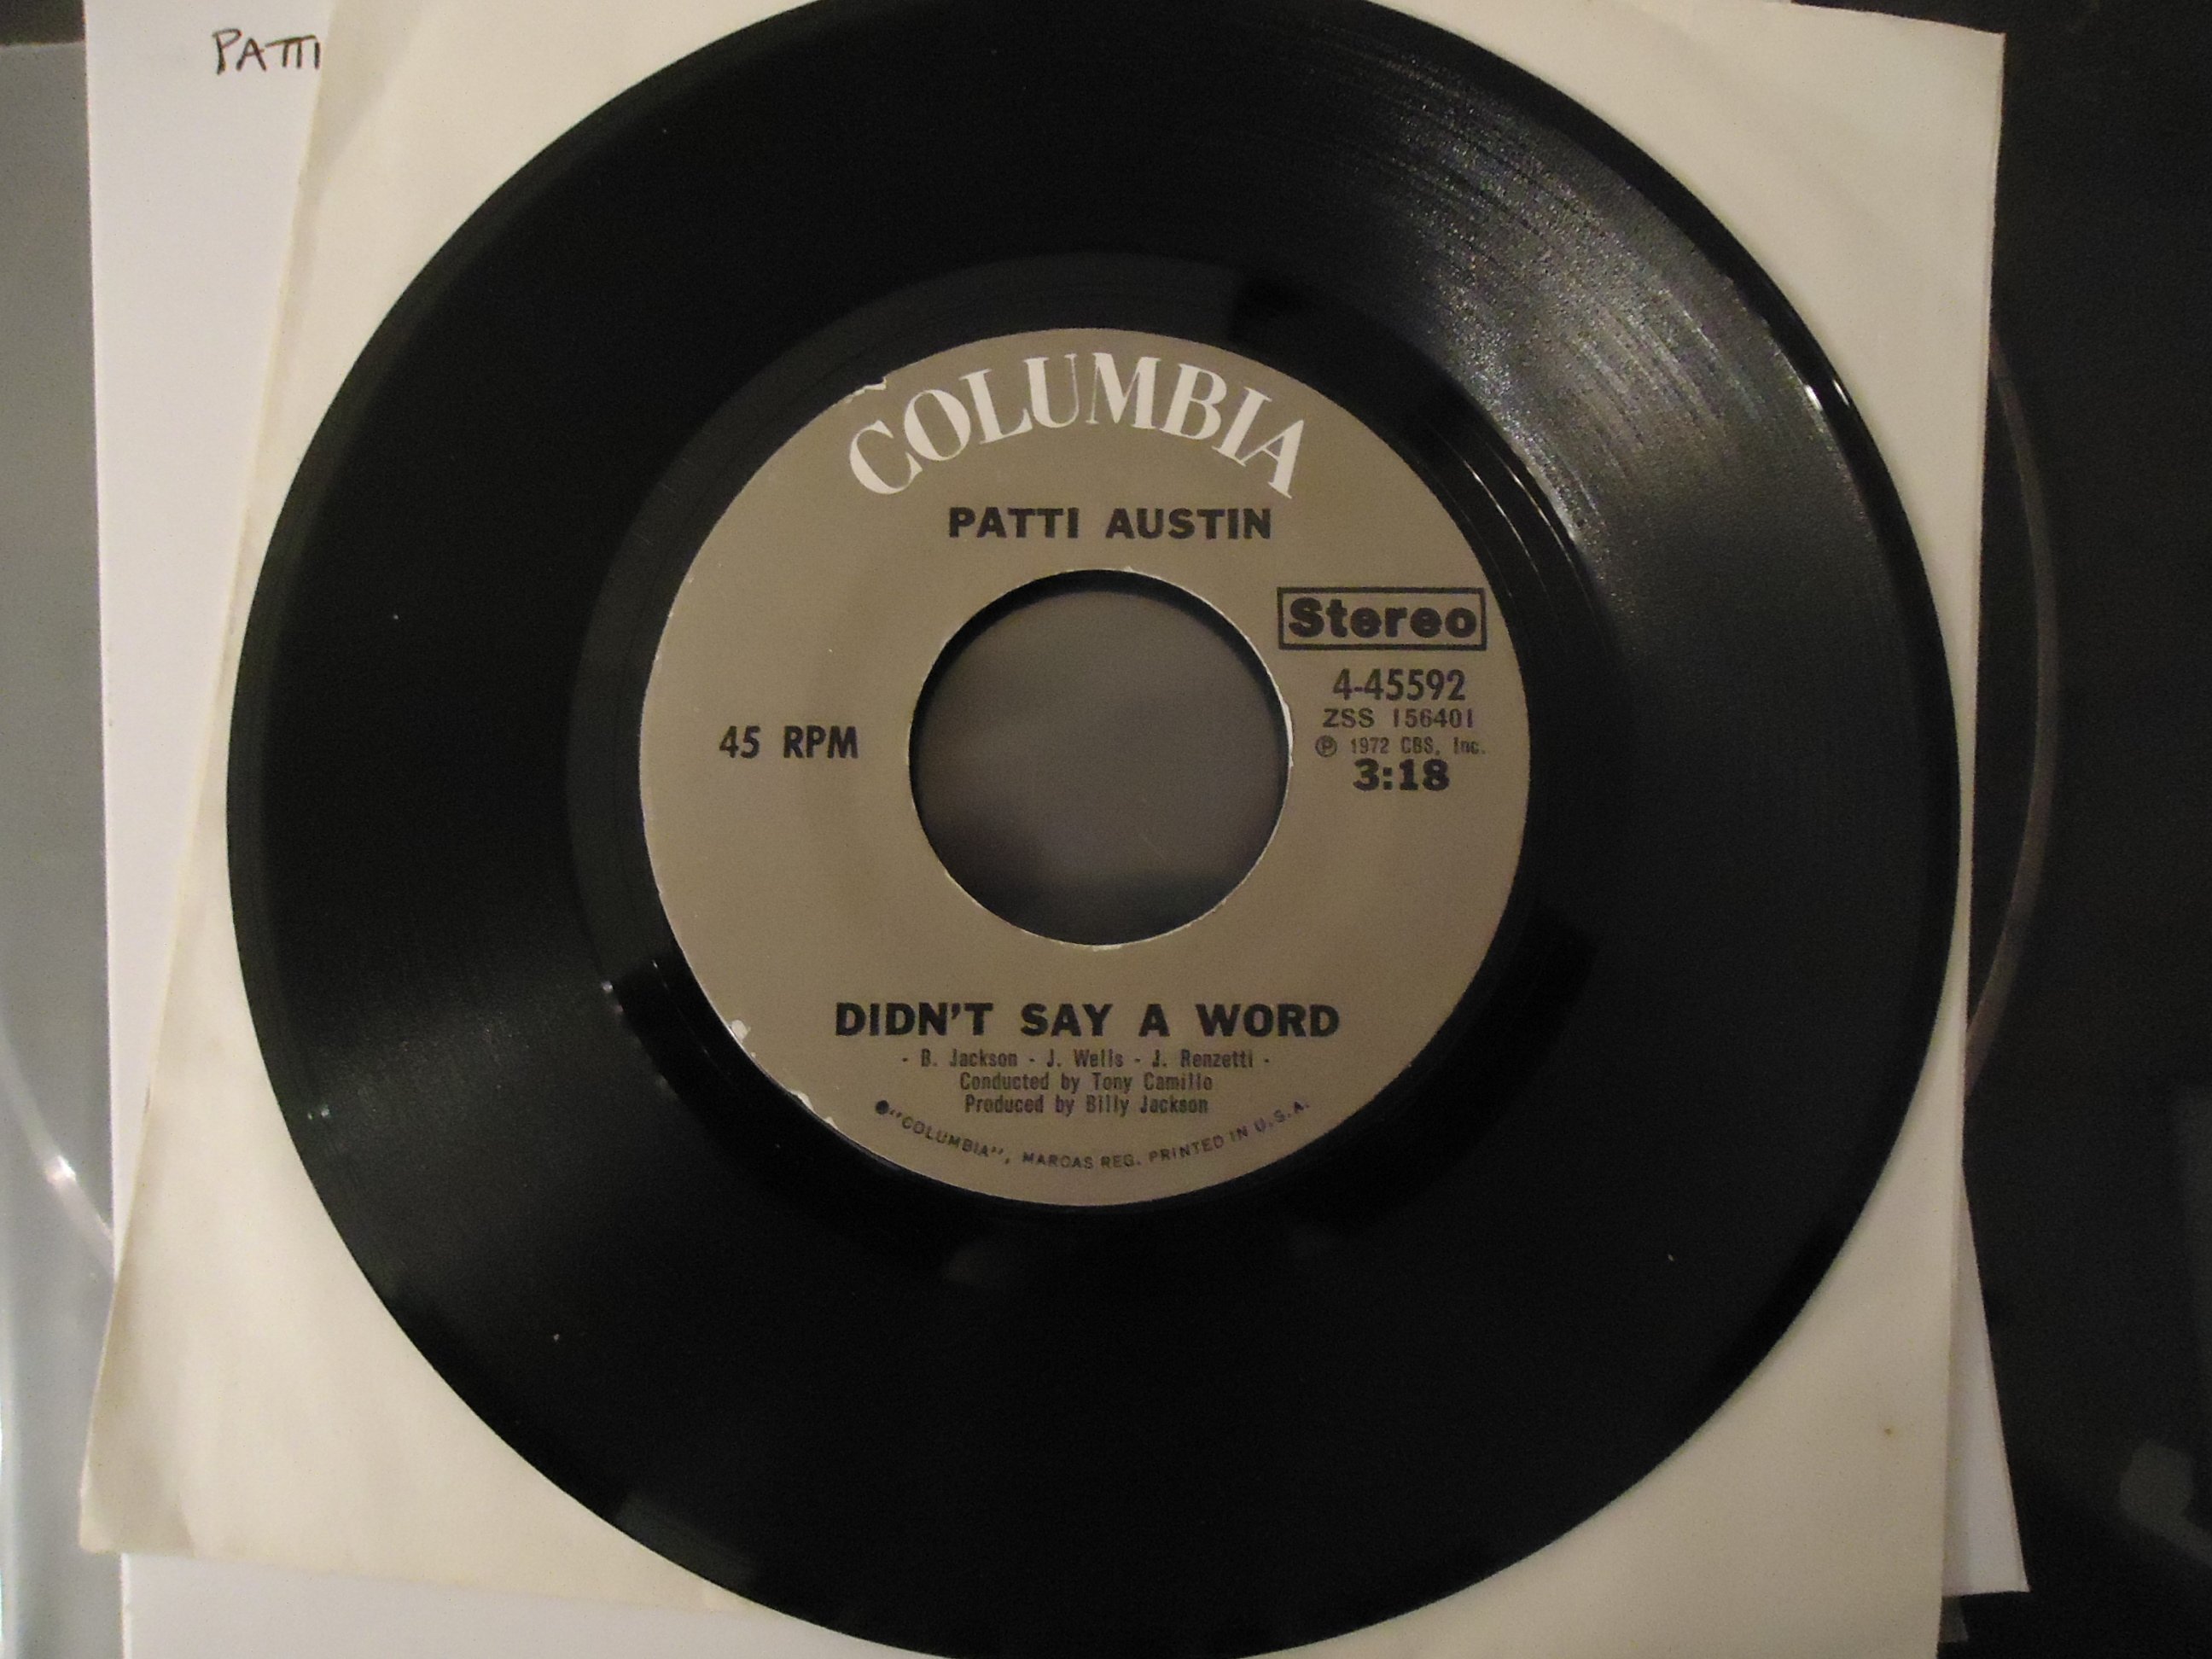 PATTI
COLUMBIA
PATTI AUSTIN
Stereo
4-45592
ZSS 156401
℗ 1972 CBS, Inc.
3:18
45 RPM
DIDN'T SAY A WORD
- B. Jackson - J. Wells - J. Renzetti -
Conducted by Tony Camillo
Produced by Billy Jackson
●"COLUMBIA", MARCAS REG. PRINTED IN U.S.A.